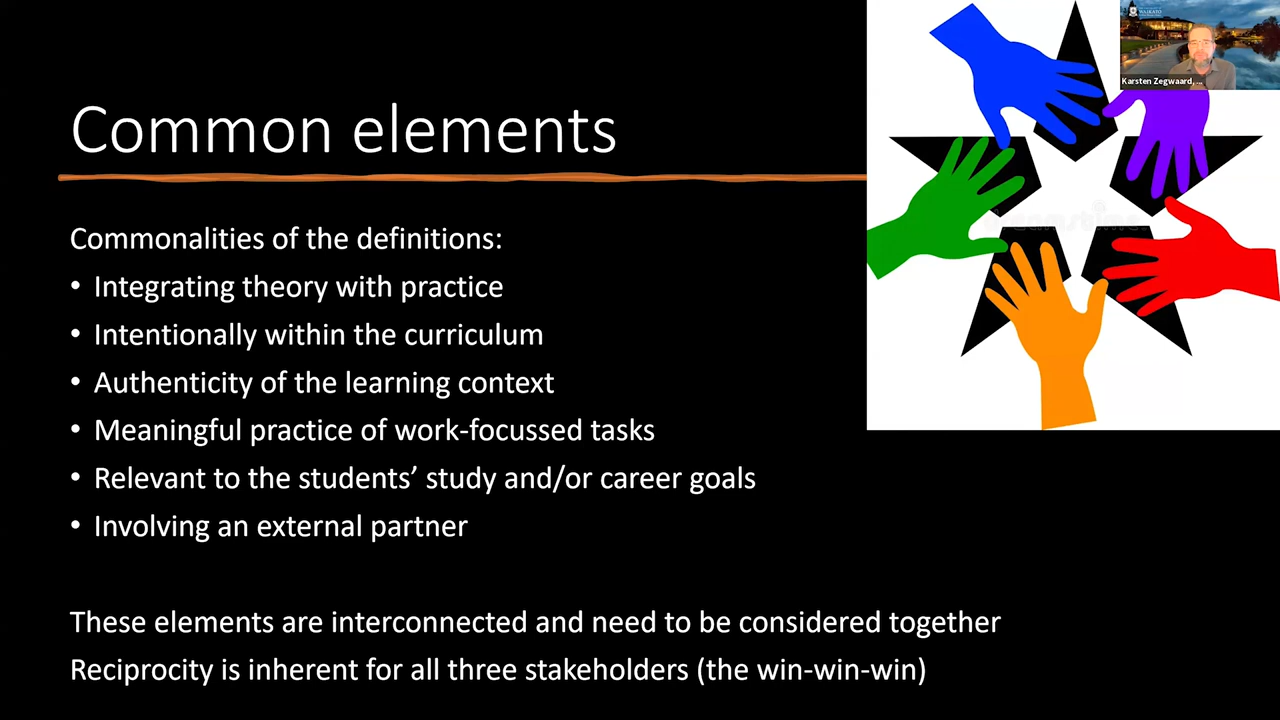 WAIKATO
Karsten Zegwaard, ...
Common elements
dreamstime
Commonalities of the definitions:
• Integrating theory with practice
• Intentionally within the curriculum
• Authenticity of the learning context
• Meaningful practice of work-focussed tasks
• Relevant to the students’ study and/or career goals
• Involving an external partner
These elements are interconnected and need to be considered together
Reciprocity is inherent for all three stakeholders (the win-win-win)